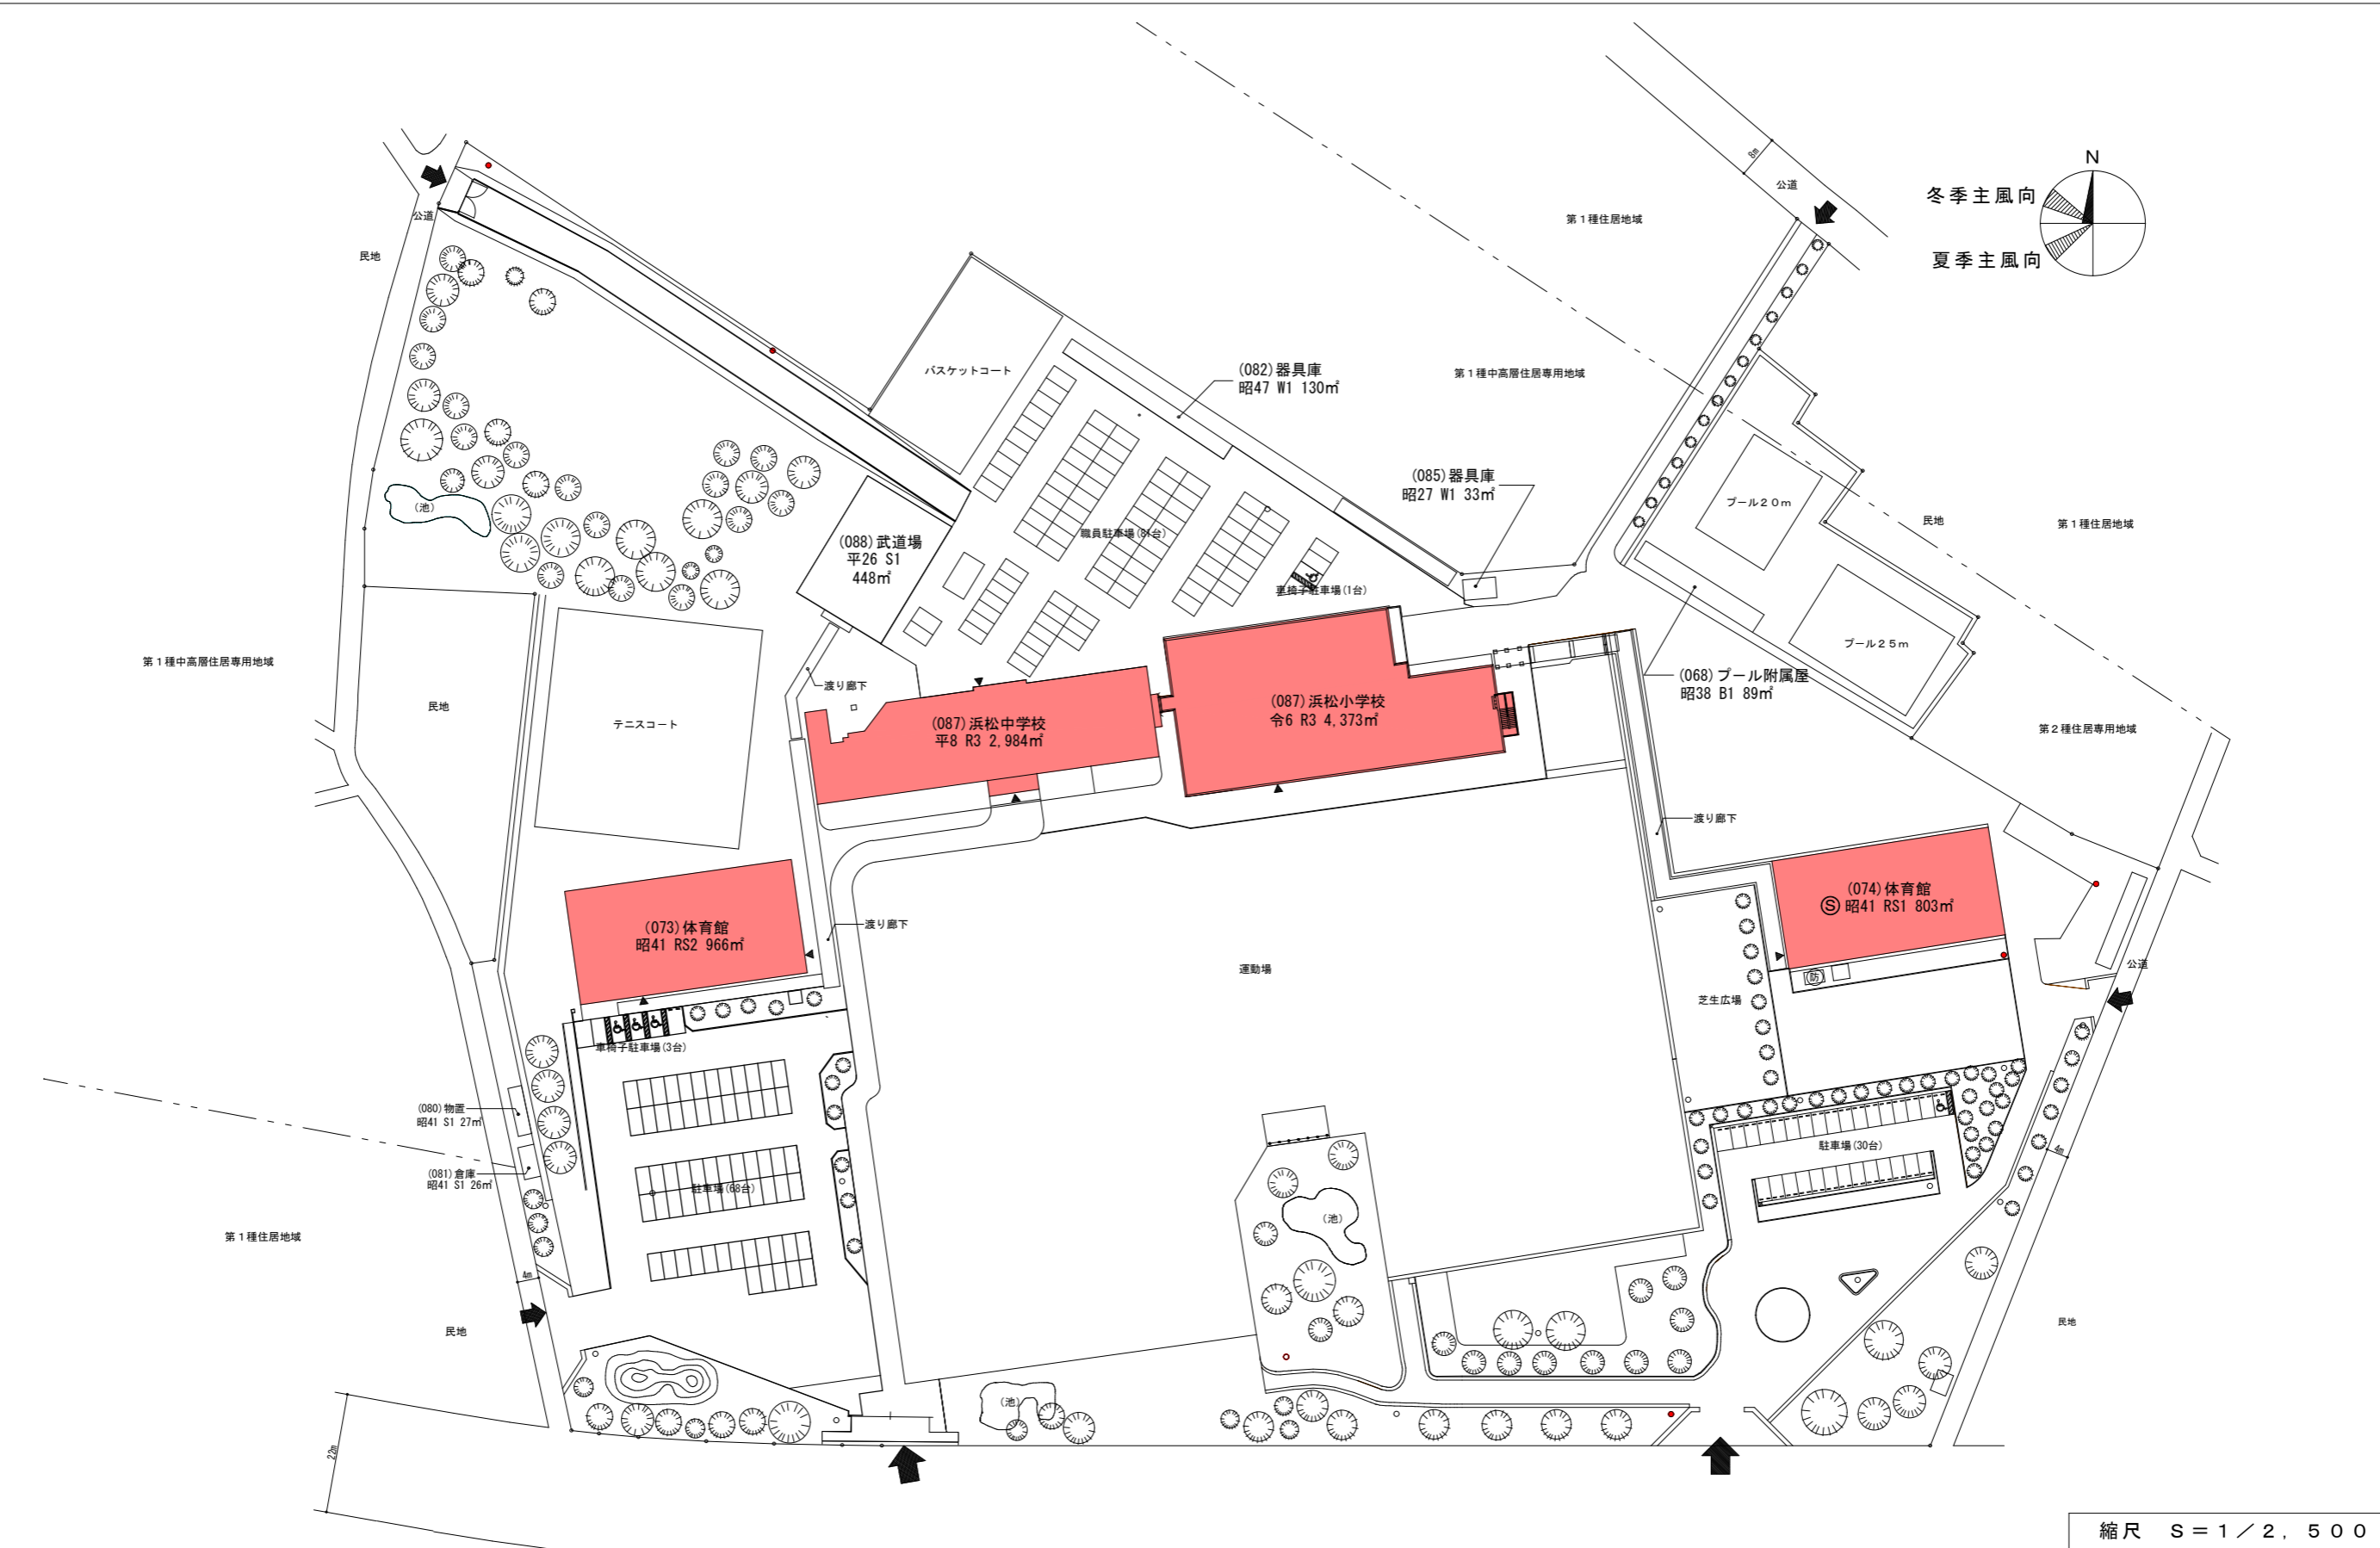 N
冬季主風向
夏季主風向
8m
公道
第1種住居地域
公道
民地
バスケットコート
(082)器具庫
昭47 W1 130㎡
第1種中高層住居専用地域
(085)器具庫
昭27 W1 33㎡
プール20m
民地
第1種住居地域
(池)
職員駐車場(81台)
(088)武道場
平26 S1
448㎡
車椅子駐車場(1台)
プール25m
第1種中高層住居専用地域
民地
テニスコート
渡り廊下
(087)浜松中学校
平8 R3 2,984㎡
(087)浜松小学校
令6 R3 4,373㎡
(068)プール附属屋
昭38 B1 89㎡
第2種住居専用地域
渡り廊下
(073)体育館
昭41 RS2 966㎡
渡り廊下
(074)体育館
Ⓢ 昭41 RS1 803㎡
運動場
防
公道
芝生広場
車椅子駐車場(3台)
(080)物置
昭41 S1 27㎡
(081)倉庫
昭41 S1 26㎡
駐車場(68台)
駐車場(30台)
4m
(池)
第1種住居地域
4m
民地
民地
(池)
22m
縮尺 S=1/2,500